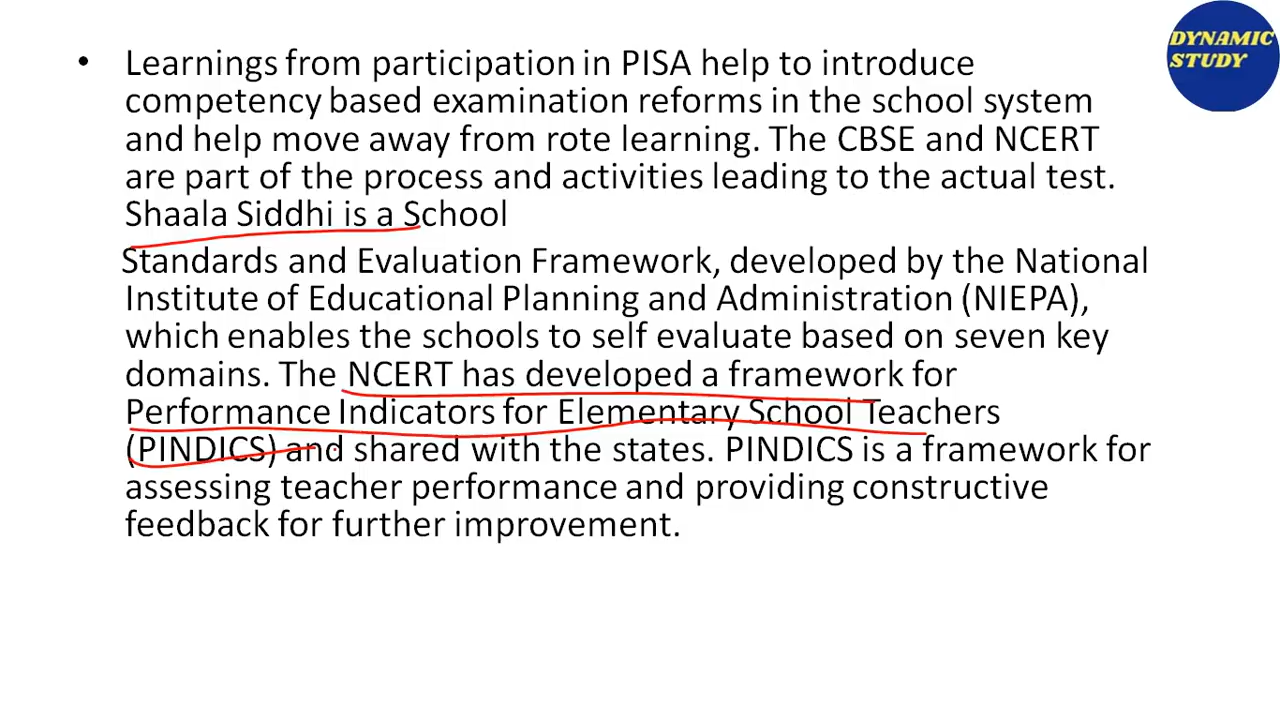 DYNAMIC
STUDY
• Learnings from participation in PISA help to introduce
competency based examination reforms in the school system
and help move away from rote learning. The CBSE and NCERT
are part of the process and activities leading to the actual test.
Shaala Siddhi is a School
Standards and Evaluation Framework, developed by the National
Institute of Educational Planning and Administration (NIEPA),
which enables the schools to self evaluate based on seven key
domains. The NCERT has developed a framework for
Performance Indicators for Elementary School Teachers
(PINDICS) and shared with the states. PINDICS is a framework for
assessing teacher performance and providing constructive
feedback for further improvement.